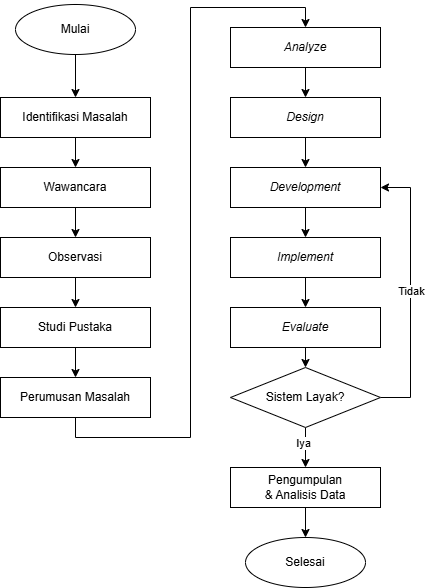 Mulai
Identifikasi Masalah
Wawancara
Observasi
Studi Pustaka
Perumusan Masalah
Analyze
Design
Development
Implement
Evaluate
Tidak
Sistem Layak?
Iya
Pengumpulan
& Analisis Data
Selesai